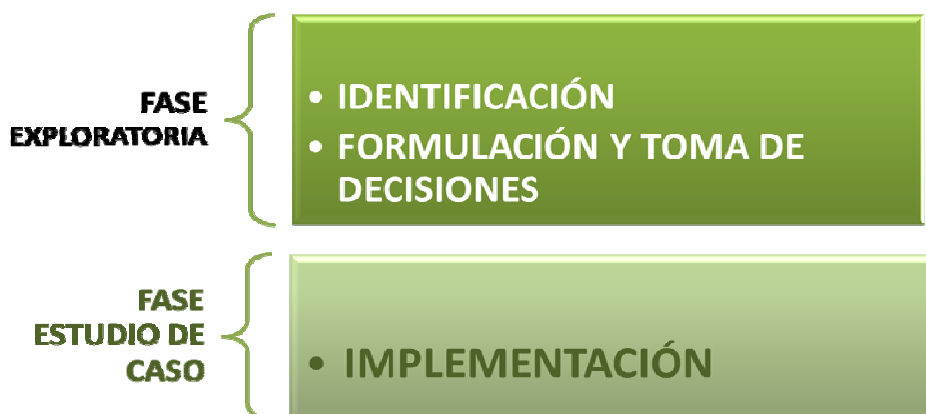 FASE
EXPLORATORIA
• IDENTIFICACIÓN
• FORMULACIÓN Y TOMA DE
DECISIONES
FASE
ESTUDIO DE
CASO
• IMPLEMENTACIÓN